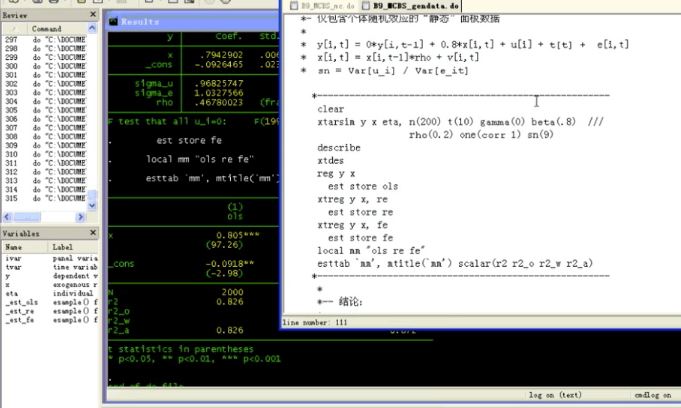 Review
Command
297 do "C:\DOCUME
298 do "C:\DOCUME
299 do "C:\DOCUME
300 do "C:\DOCUME
301 do "C:\DOCUME
302 do "C:\DOCUME
303 do "C:\DOCUME
304 do "C:\DOCUME
305 do "C:\DOCUME
306 do "C:\DOCUME
307 do "C:\DOCUME
308 do "C:\DOCUME
309 do "C:\DOCUME
310 do "C:\DOCUME
311 do "C:\DOCUME
312 do "C:\DOCUME
313 do "C:\DOCUME
314 do "C:\DOCUME
315 do "C:\DOCUME
Variables
Name Label
ivar panel varia
tvar time variab
y dependent v
x exogenous r
eta individual
_est_ols esample() f
_est_re esample() f
_est_fe esample() f
Results
y Coef. std.
x .7942902 .00
_cons -.0926465 .02
sigma_u .96825747
sigma_e 1.0327566
rho .46780023 (fra
F test that all u_i=0: F(199
. est store fe
. local mm "ols re fe"
. esttab `mm', mtitle(`mm')
(1)
ols
x 0.805***
(97.26)
_cons -0.0918**
(-2.98)
N 2000
r2 0.826
r2_o
r2_w
r2_a 0.826 0.872
t statistics in parentheses
* p<0.05, ** p<0.01, *** p<0.001
end of do-file
B9_MCBS_mc.do B9_MCBS_gendata.do
*- 仅包含个体随机效应的“静态”面板数据
*
* y[i,t] = 0*y[i,t-1] + 0.8*x[i,t] + u[i] + t[t] + e[i,t]
* x[i,t] = x[i,t-1]*rho + v[i,t]
* sn = Var[u_i] / Var[e_it]
*--------------------------------------------------
clear
xtarsim y x eta, n(200) t(10) gamma(0) beta(.8) ///
rho(0.2) one(corr 1) sn(9)
describe
xtdes
reg y x
est store ols
xtreg y x, re
est store re
xtreg y x, fe
est store fe
local mm "ols re fe"
esttab `mm', mtitle(`mm') scalar(r2 r2_o r2_w r2_a)
*--------------------------------------------------
*
*-- 结论:
line number: 111
log on (text) cmdlog on